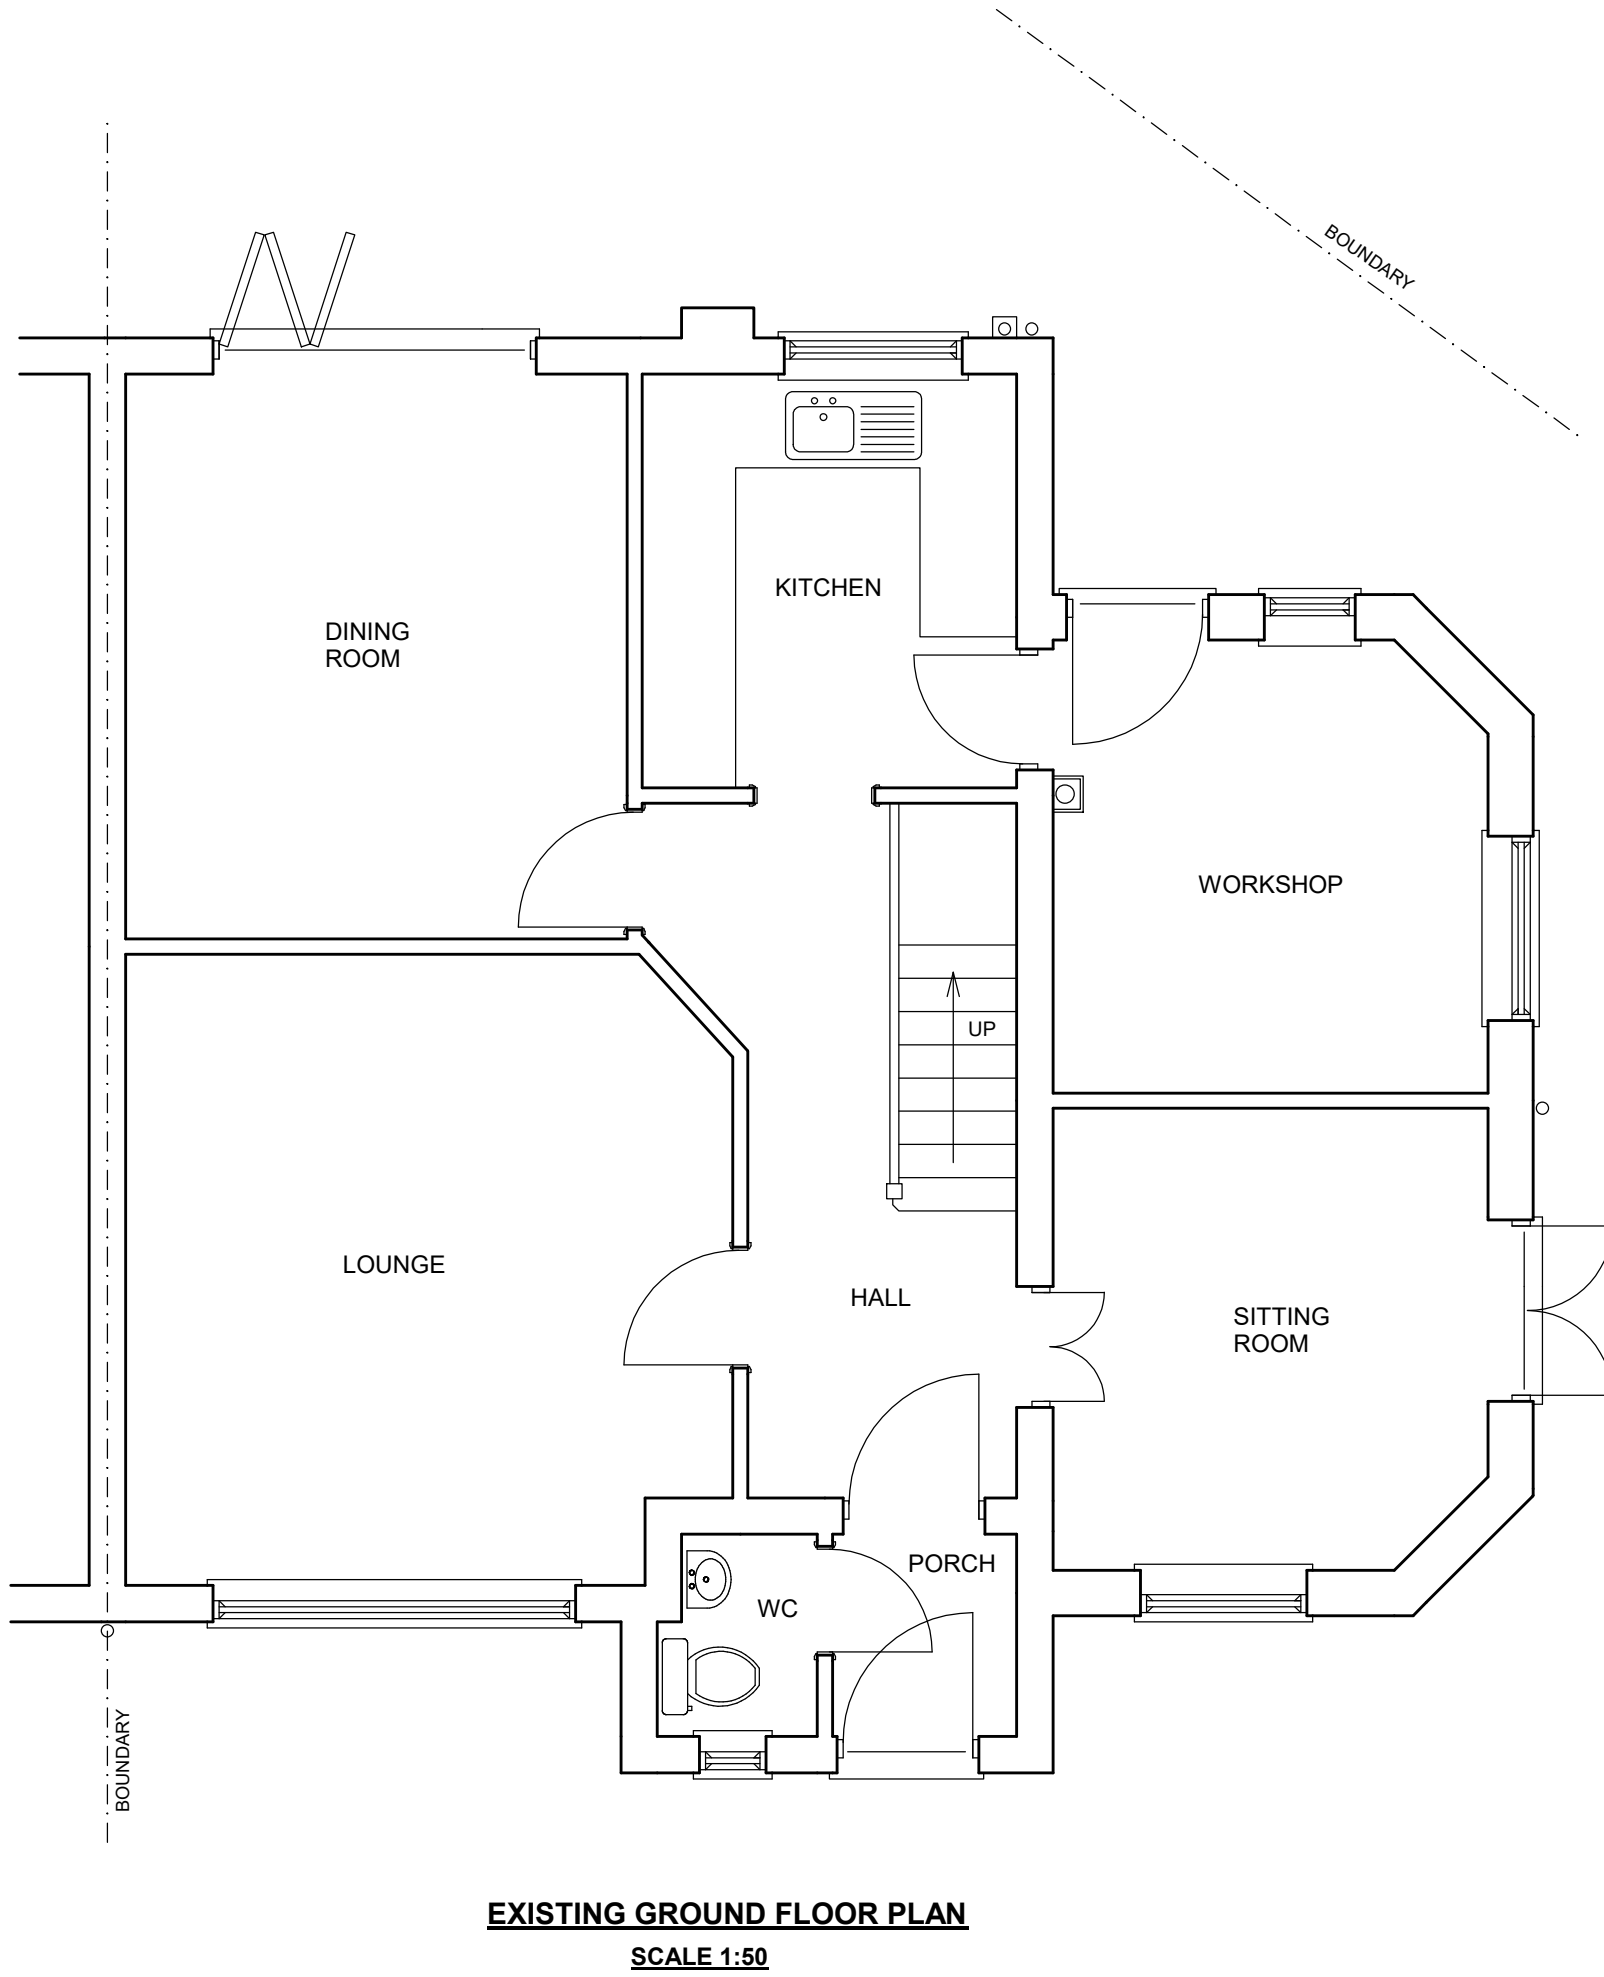 BOUNDARY
KITCHEN
DINING
ROOM
WORKSHOP
UP
LOUNGE
HALL
SITTING
ROOM
PORCH
WC
BOUNDARY
EXISTING GROUND FLOOR PLAN
SCALE 1:50